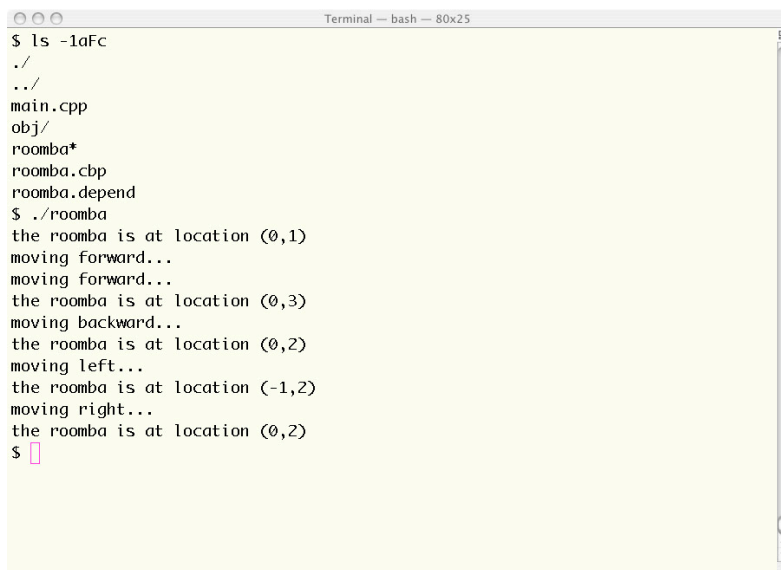 Terminal — bash — 80x25
$ ls -1aFc
./
../
main.cpp
obj/
roomba*
roomba.cbp
roomba.depend
$ ./roomba
the roomba is at location (0,1)
moving forward...
moving forward...
the roomba is at location (0,3)
moving backward...
the roomba is at location (0,2)
moving left...
the roomba is at location (-1,2)
moving right...
the roomba is at location (0,2)
$